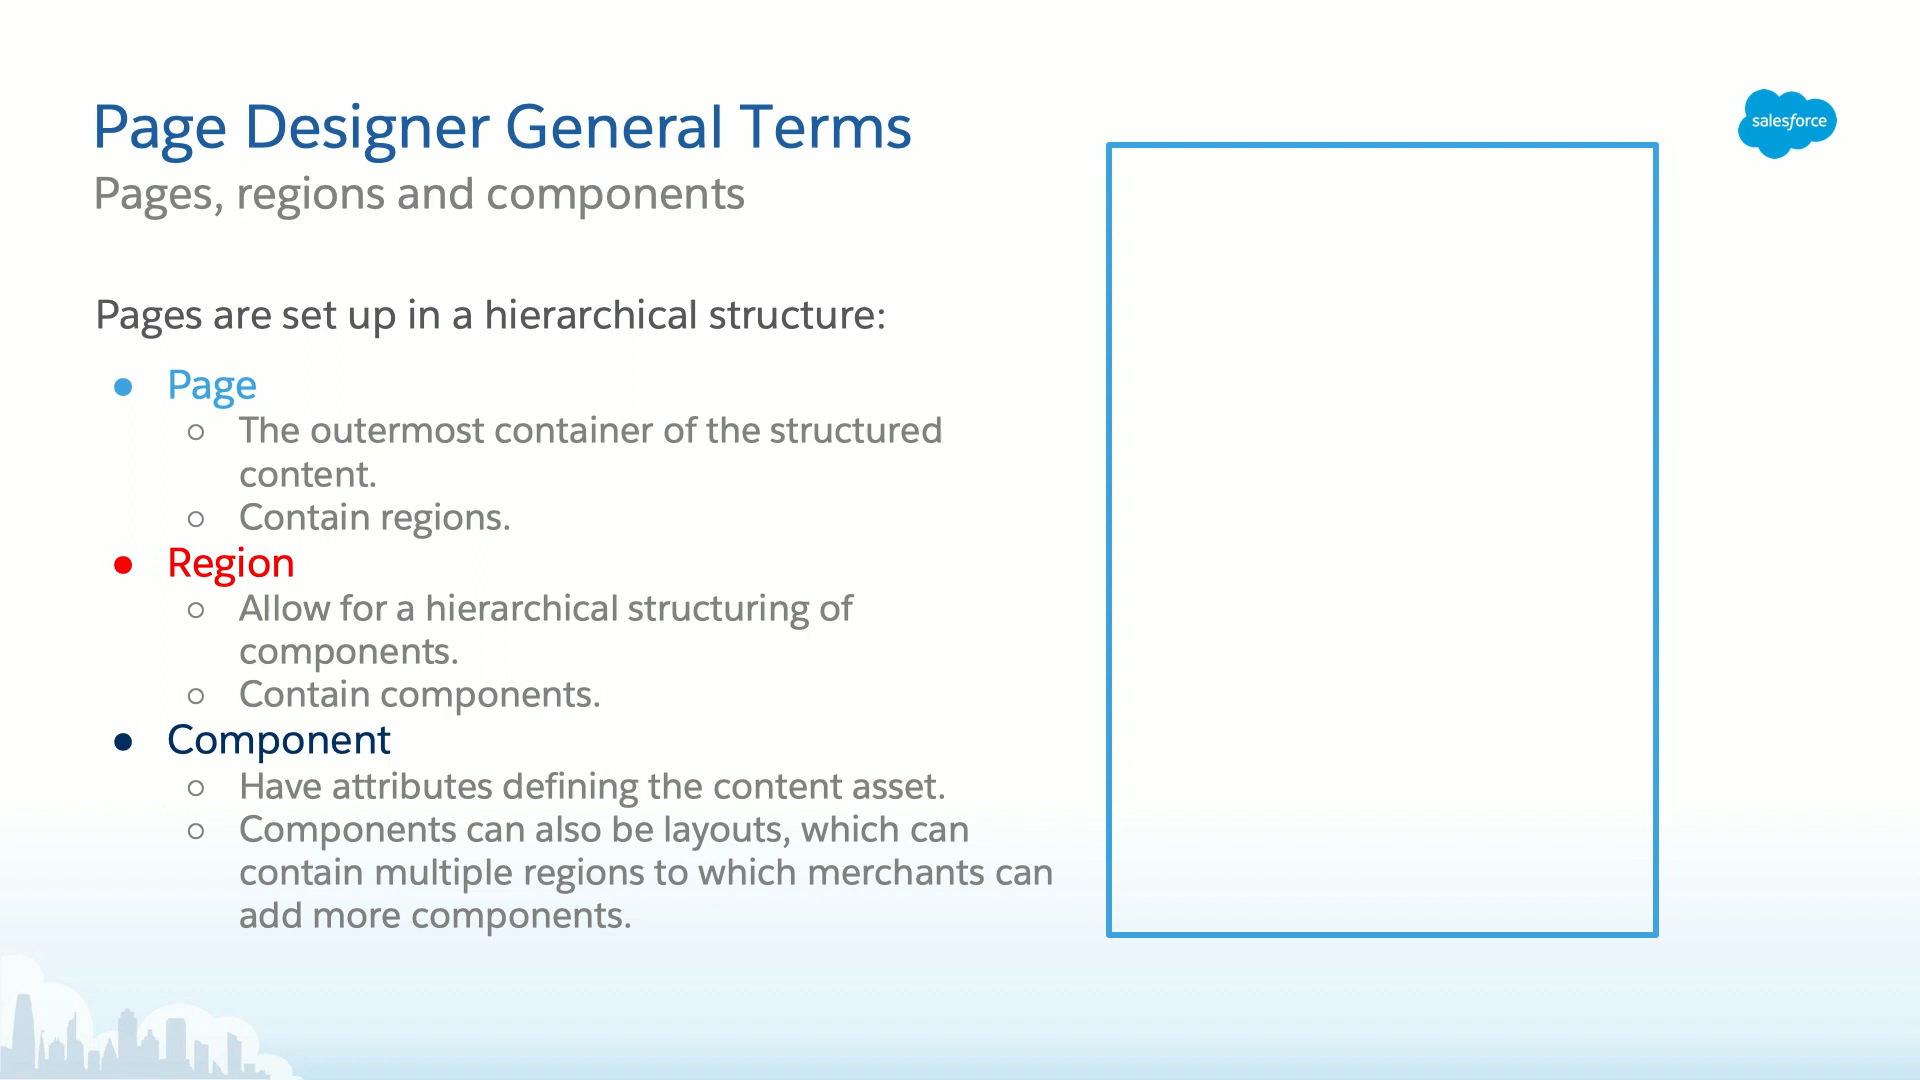 Page Designer General Terms
salesforce
Pages, regions and components
Pages are set up in a hierarchical structure:
● Page
○ The outermost container of the structured
content.
○ Contain regions.
● Region
○ Allow for a hierarchical structuring of
components.
○ Contain components.
● Component
○ Have attributes defining the content asset.
○ Components can also be layouts, which can
contain multiple regions to which merchants can
add more components.